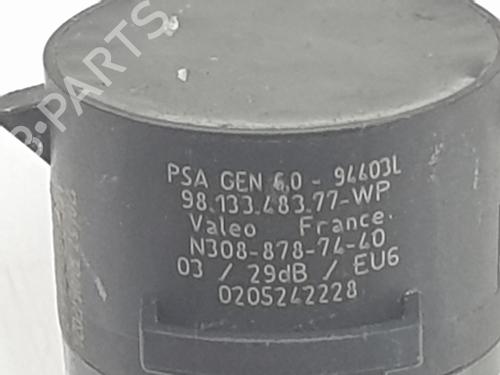 B-PARTS
PSA GEN 6.0 - 94403L
98.133.483.77-WP
Valeo France.
N308-878-74-40
03 / 29dB / EU6
0205242228